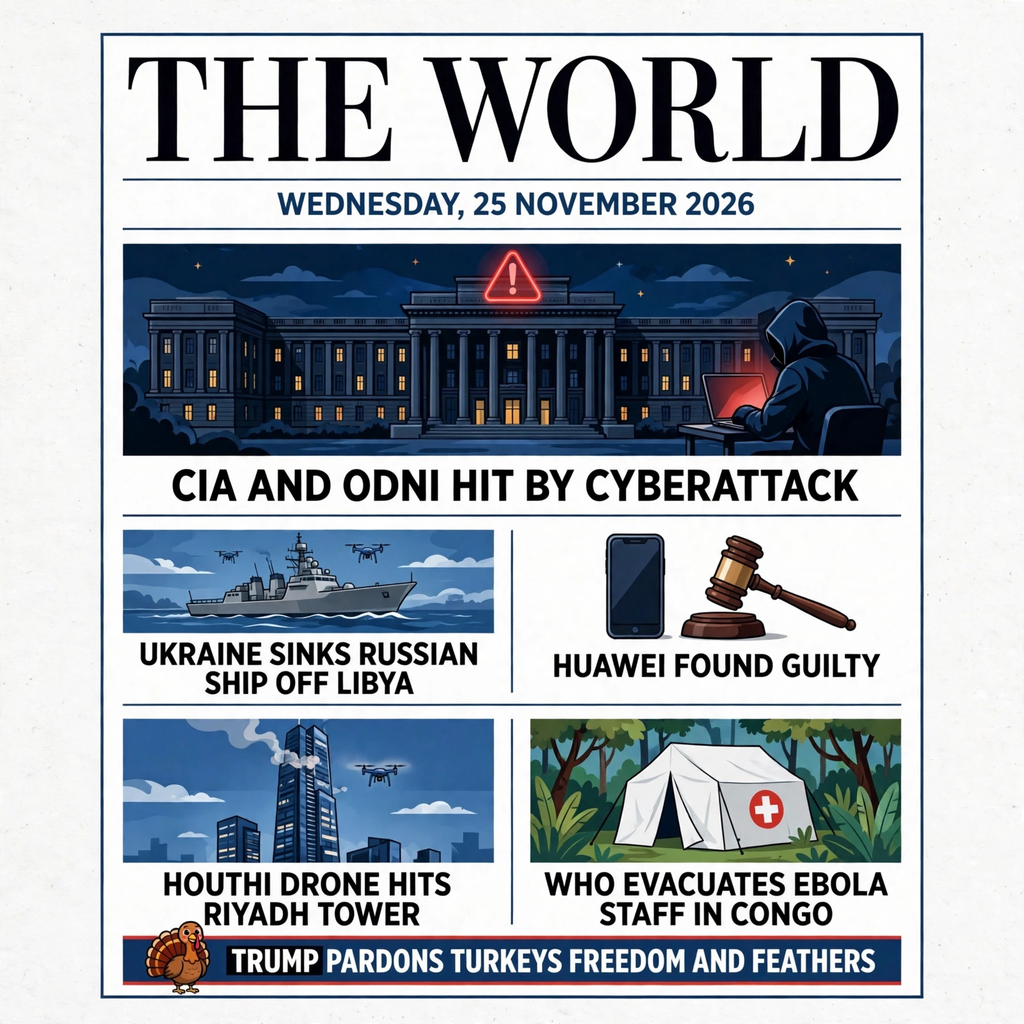 THE WORLD
WEDNESDAY, 25 NOVEMBER 2026
CIA AND ODNI HIT BY CYBERATTACK
UKRAINE SINKS RUSSIAN
SHIP OFF LIBYA
HUAWEI FOUND GUILTY
HOUTHI DRONE HITS
RIYADH TOWER
WHO EVACUATES EBOLA
STAFF IN CONGO
TRUMP PARDONS TURKEYS FREEDOM AND FEATHERS